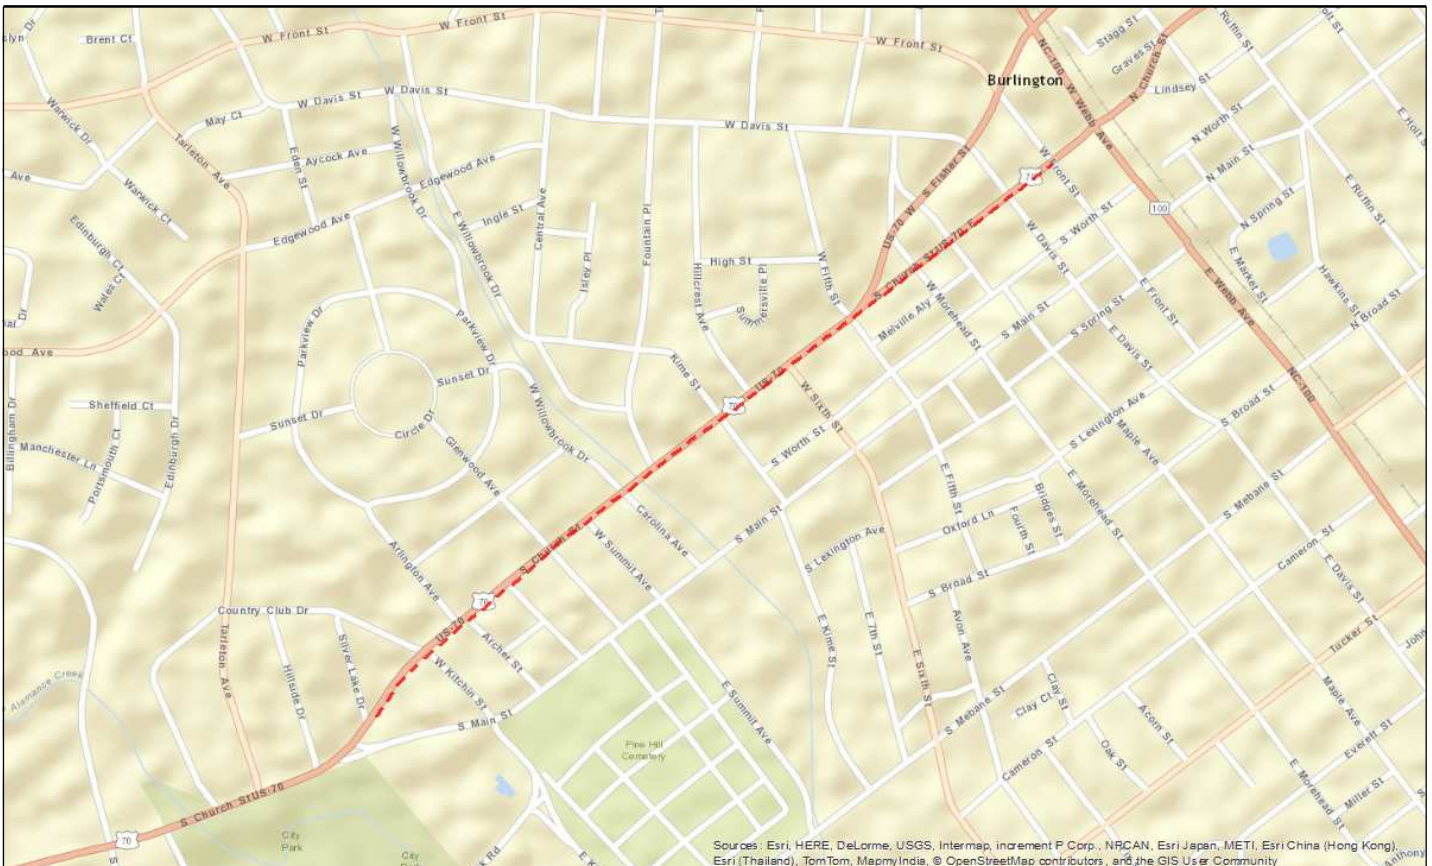 W Front St
W Front St
W Front St
Brent Ct
Stagg St
Graves St
Ruffin St
E Holt St
Burlington
NC-100
W Webb Ave
N Church St
Lindsey St
Warwick Dr
May Ct
W Davis St
W Davis St
W Davis St
Tarleton Ave
Eden St
Aycock Ave
W Willowbrook Dr
Edgewood Ave
Central Ave
Fountain Pl
S Fisher St
US-70 W
70
W Front St
N Worth St
N Main St
E Ruffin St
Ave
Warwick Ct
Ingle St
E Willowbrook Dr
Edgewood Ave
Isley Pl
100
N Spring St
Edinburgh Ct
Wales Ct
High St
Hillcrest Ave
Summersville Pl
W Fifth St
S Church St
US-70 E
W Davis St
S Worth St
E Market St
Hawkins St
E Webb Ave
N Broad St
Melville Aly
W Morehead St
S Main St
S Spring St
E Front St
E Davis St
NC-100
Parkview Dr
Parkview Dr
Kime St
US-70
70
W Sixth St
Sunset Dr
Sunset Dr
Circle Dr
W Willowbrook Dr
Sheffield Ct
Billingham Dr
Manchester Ln
Portsmouth Ct
Edinburgh Dr
Glenwood Ave
S Worth St
S Lexington Ave
S Broad St
Maple Ave
E Fifth St
E Morehead St
S Mebane St
Carolina Ave
S Main St
Oxford Ln
Bridges St
Fourth St
S Lexington Ave
S Broad St
Cameron St
E Davis St
Arlington Ave
S Church St
W Summit Ave
70
US-70
Country Club Dr
Archer St
W Kitchin St
Tarleton Ave
Hillside Dr
Silver Lake Dr
E Kime St
E 7th St
Avon Ave
E Sixth St
Tucker St
Alamance Creek
S Main St
E Summit Ave
S Mebane St
Clay St
Clay Ct
Acorn St
Oak St
Cameron St
Maple Ave
Everett St
Pine Hill
Cemetery
E Morehead St
Miller St
S Church St
US-70
70
City
Park
City
Sources: Esri, HERE, DeLorme, USGS, Intermap, increment P Corp., NRCAN, Esri Japan, METI, Esri China (Hong Kong),
Esri (Thailand), TomTom, MapmyIndia, © OpenStreetMap contributors, and the GIS User Community